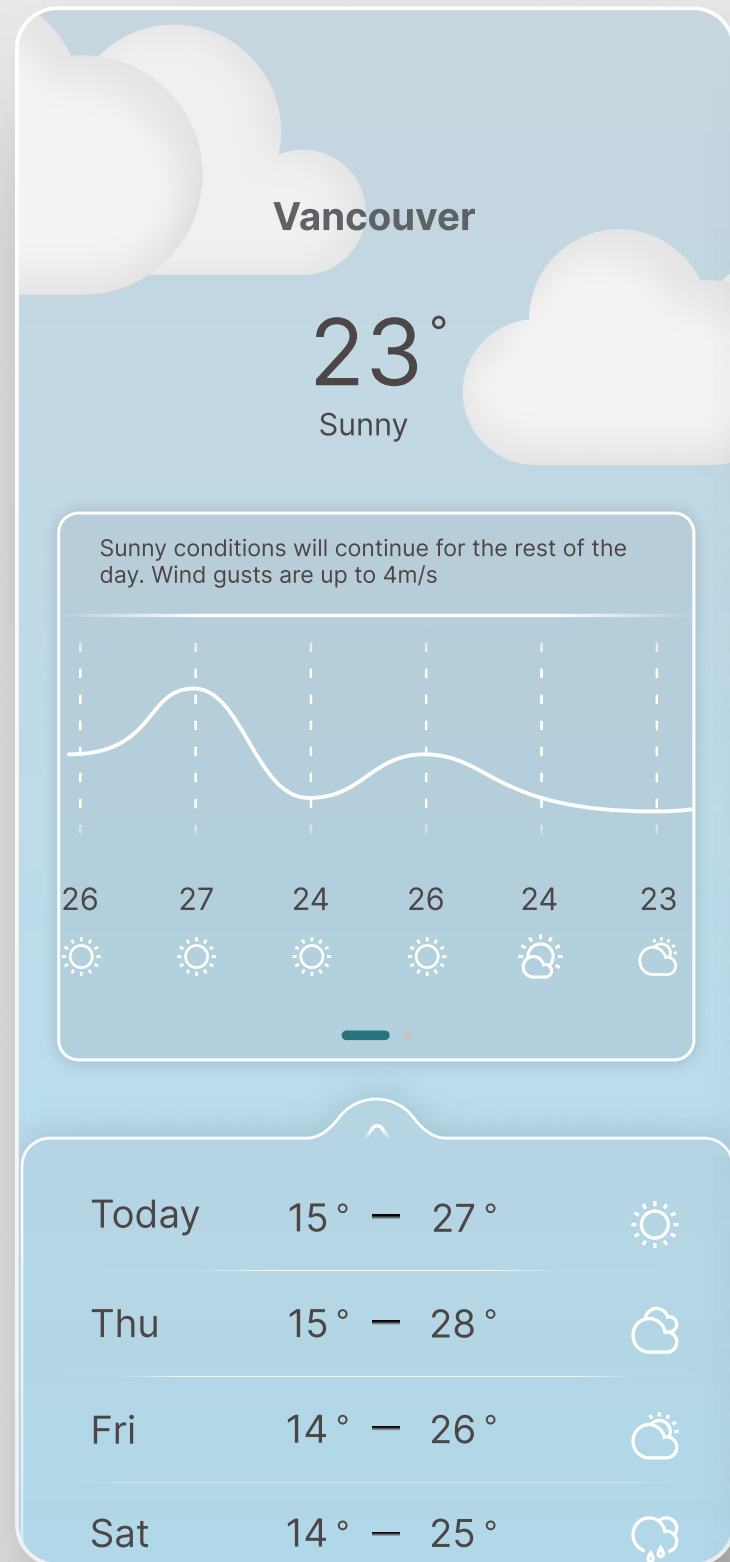 Vancouver
23°
Sunny
Sunny conditions will continue for the rest of the
day. Wind gusts are up to 4m/s
26 27 24 26 24 23
Today 15° — 27°
Thu 15° — 28°
Fri 14° — 26°
Sat 14° — 25°